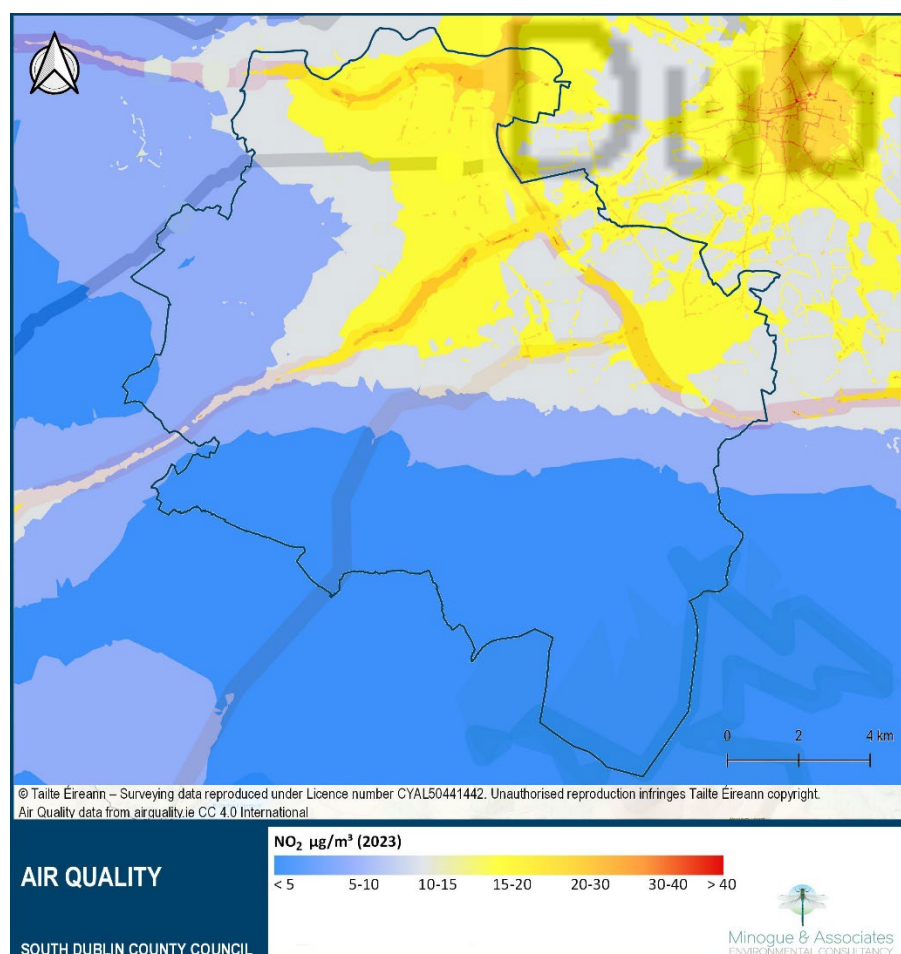 Dub
0 2 4 km
© Tailte Éireann – Surveying data reproduced under Licence number CYAL50441442. Unauthorised reproduction infringes Tailte Éireann copyright.
Air Quality data from airquality.ie CC 4.0 International
NO₂ µg/m³ (2023)
< 5 5-10 10-15 15-20 20-30 30-40 > 40
AIR QUALITY
SOUTH DUBLIN COUNTY COUNCIL
Minogue & Associates
ENVIRONMENTAL CONSULTANCY